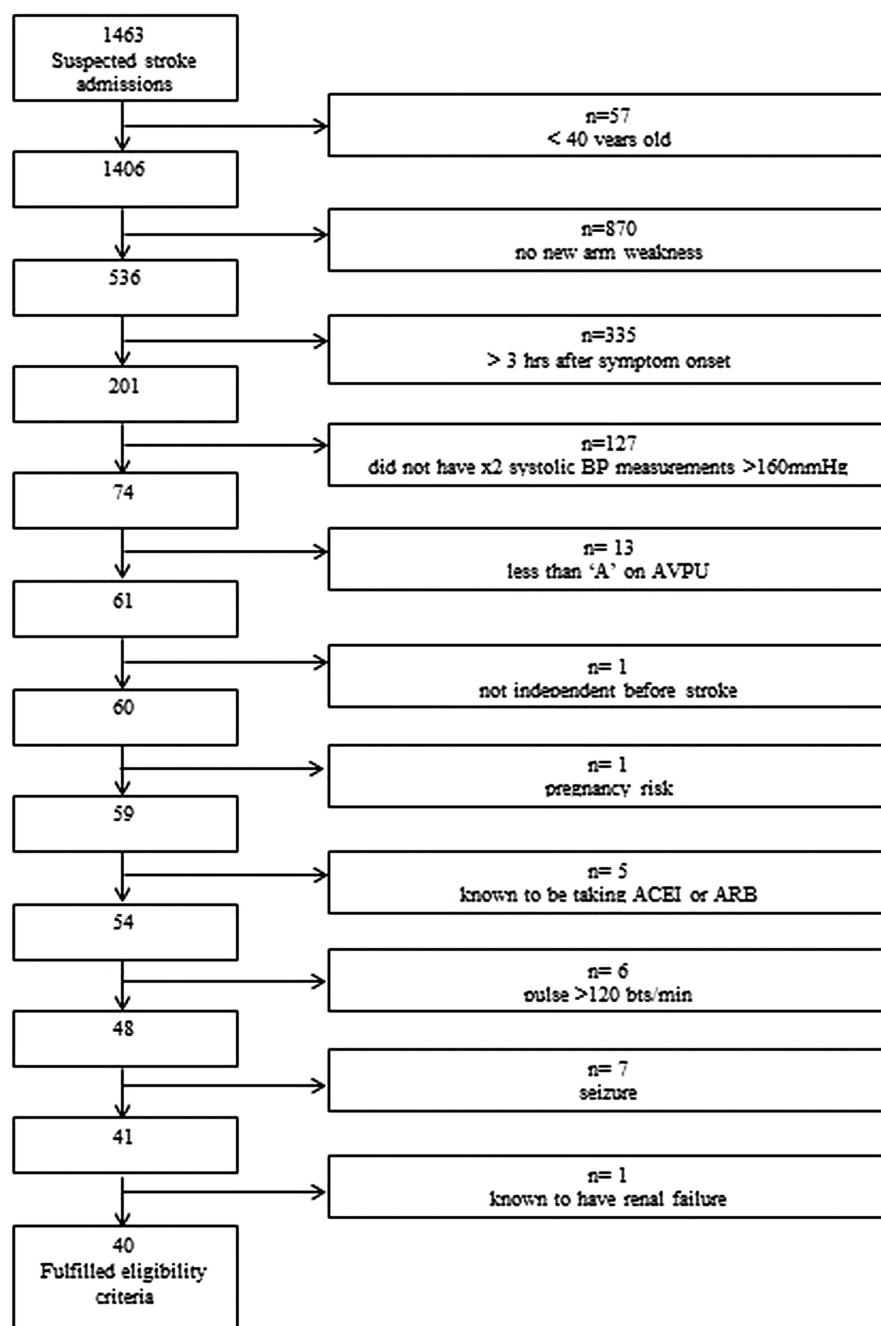 1463
Suspected stroke
admissions
n=57
< 40 years old
1406
n=870
no new arm weakness
536
n=335
> 3 hrs after symptom onset
201
n=127
did not have x2 systolic BP measurements >160mmHg
74
n= 13
less than ‘A’ on AVPU
61
n= 1
not independent before stroke
60
n= 1
pregnancy risk
59
n= 5
known to be taking ACEI or ARB
54
n= 6
pulse >120 bts/min
48
n= 7
seizure
41
n= 1
known to have renal failure
40
Fulfilled eligibility
criteria